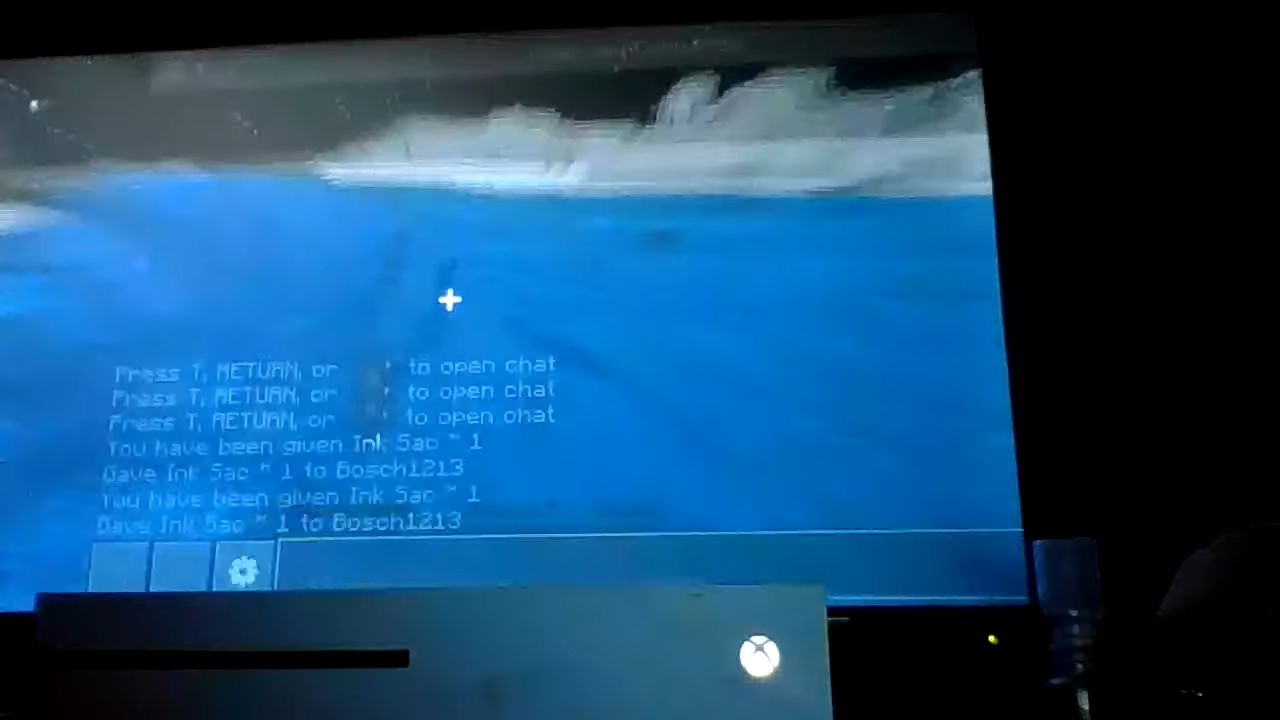 Press T, RETURN, or to open chat
Press T, RETURN, or to open chat
Press T, RETURN, or to open chat
You have been given Ink Sac * 1
Gave Ink Sac * 1 to Bosch1213
You have been given Ink Sac * 1
Gave Ink Sac * 1 to Bosch1213